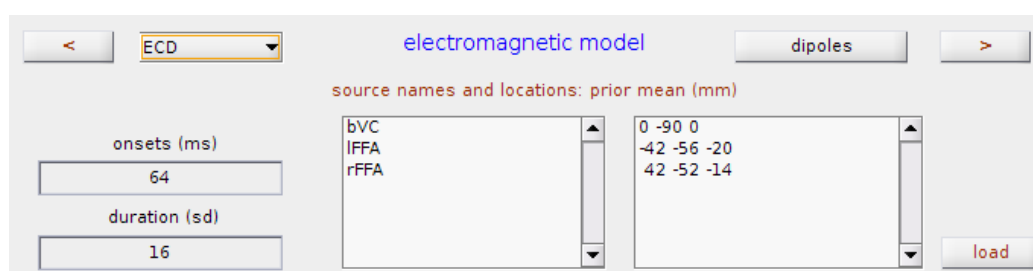 < ECD electromagnetic model dipoles >
source names and locations: prior mean (mm)
onsets (ms)
64
duration (sd)
16
bVC
lFFA
rFFA
0 -90 0
-42 -56 -20
42 -52 -14
load